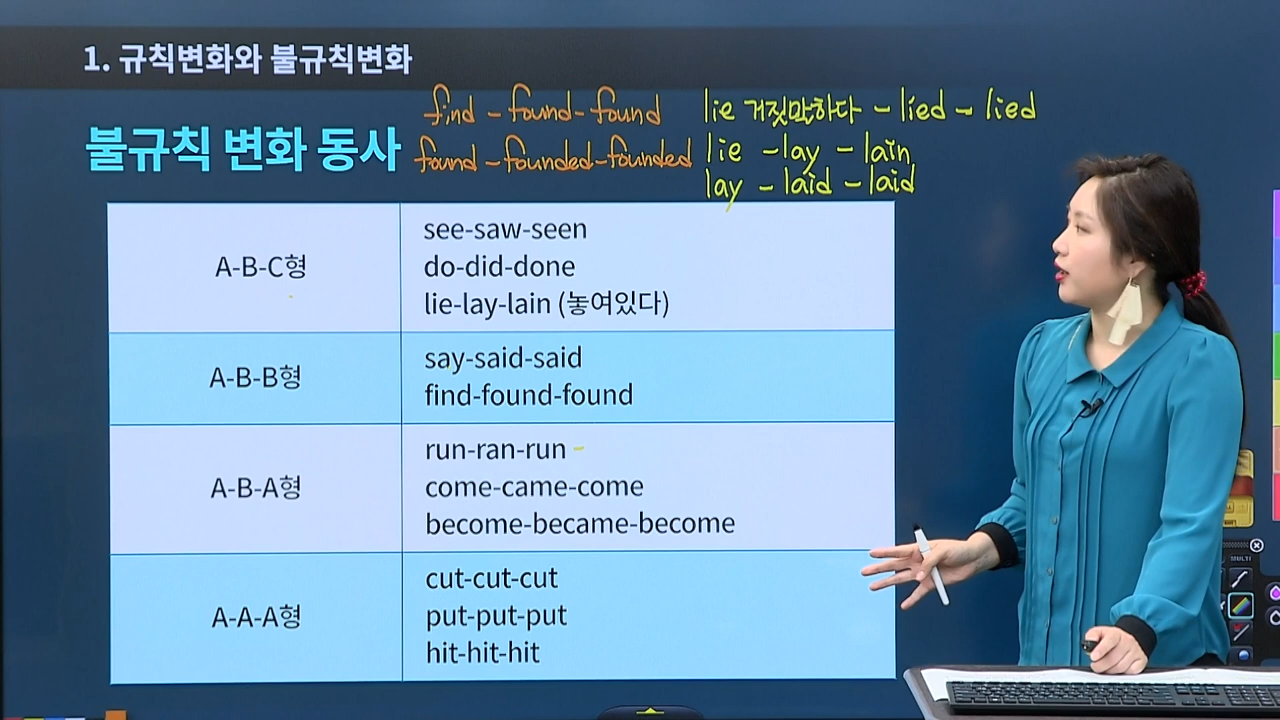 1. 규칙변화와 불규칙변화
find - found - found
lie 거짓말하다 - lied - lied
불규칙 변화 동사
found - founded - founded
lie - lay - lain
lay - laid - laid
A-B-C형
see-saw-seen
do-did-done
lie-lay-lain (놓여있다)
A-B-B형
say-said-said
find-found-found
A-B-A형
run-ran-run
come-came-come
become-became-become
A-A-A형
cut-cut-cut
put-put-put
hit-hit-hit
MULTI